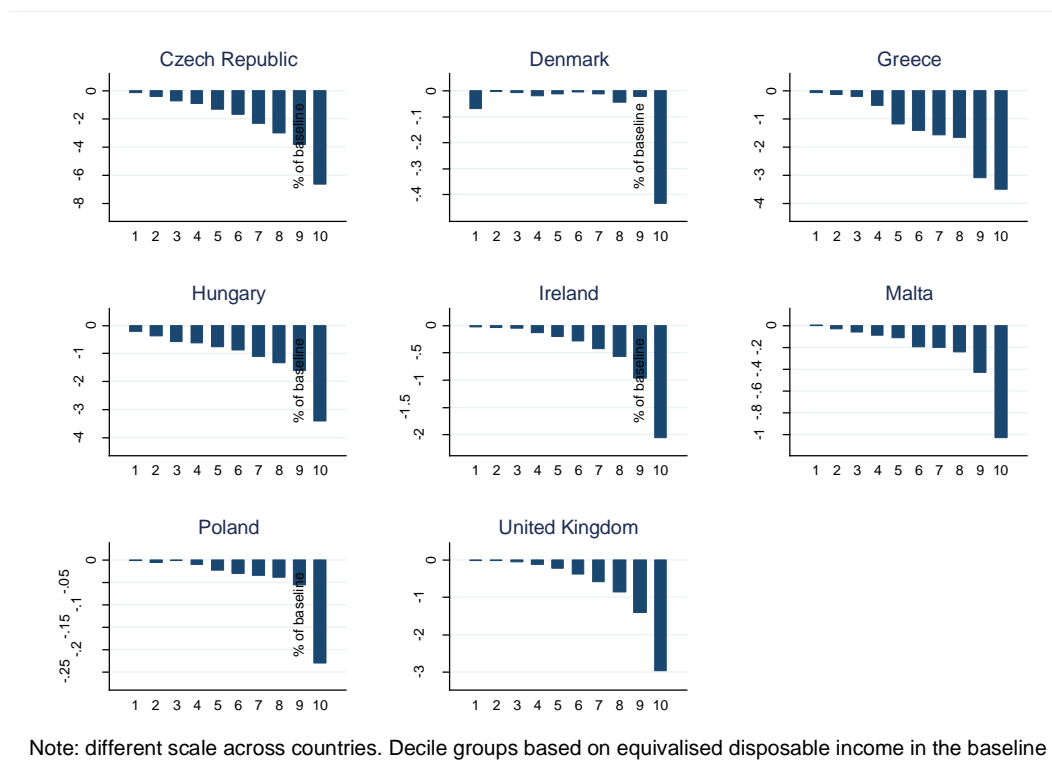 Czech Republic
Denmark
Greece
0
-2
-4
-6
-8
% of baseline
1 2 3 4 5 6 7 8 9 10
0
-.1
-.2
-.3
-.4
% of baseline
1 2 3 4 5 6 7 8 9 10
0
-1
-2
-3
-4
1 2 3 4 5 6 7 8 9 10
Hungary
Ireland
Malta
0
-1
-2
-3
-4
% of baseline
1 2 3 4 5 6 7 8 9 10
0
-.5
-1
-1.5
-2
% of baseline
1 2 3 4 5 6 7 8 9 10
0
-.2
-.4
-.6
-.8
-1
1 2 3 4 5 6 7 8 9 10
Poland
United Kingdom
0
-.05
-.1
-.15
-.2
-.25
% of baseline
1 2 3 4 5 6 7 8 9 10
0
-1
-2
-3
1 2 3 4 5 6 7 8 9 10
Note: different scale across countries. Decile groups based on equivalised disposable income in the baseline